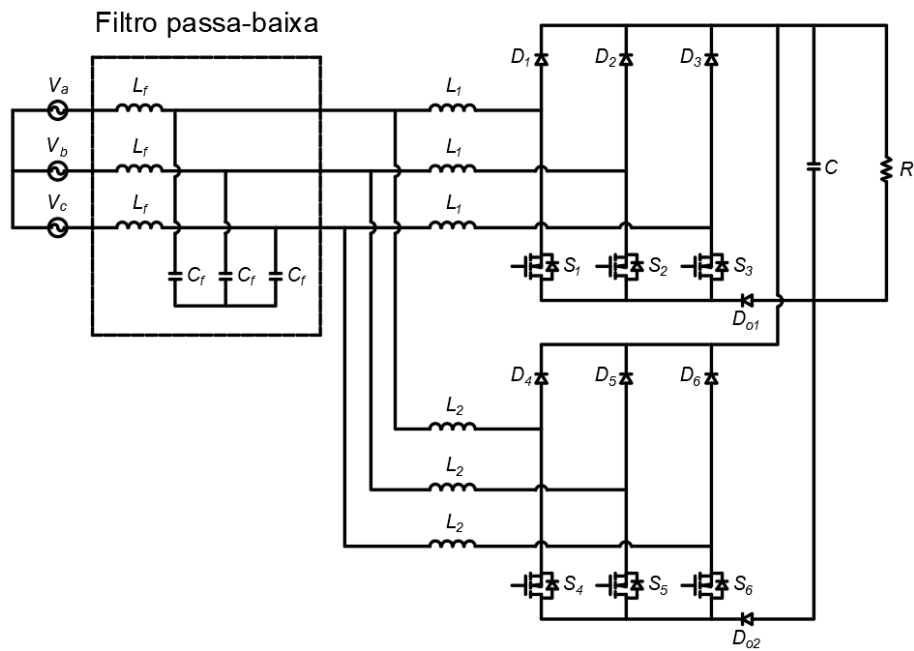 Filtro passa-baixa
Va
Vb
Vc
Lf
Lf
Lf
Cf
Cf
Cf
L1
L1
L1
D1
D2
D3
S1
S2
S3
Do1
C
R
L2
L2
L2
D4
D5
D6
S4
S5
S6
Do2